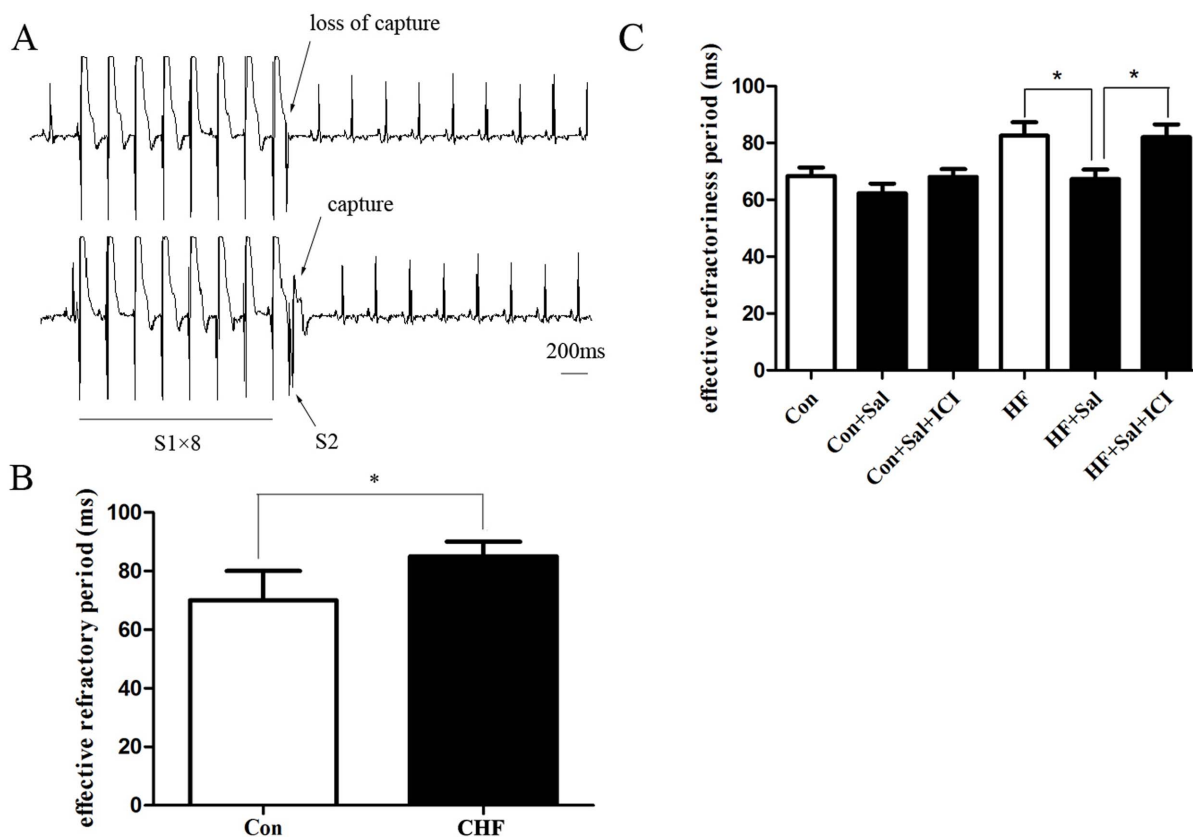 A
loss of capture
capture
200ms
S1×8
S2
B
effective refractory period (ms)
100
80
60
40
20
0
*
Con
CHF
C
effective refractoriness period (ms)
100
80
60
40
20
0
*
*
Con
Con+Sal
Con+Sal+ICI
HF
HF+Sal
HF+Sal+ICI